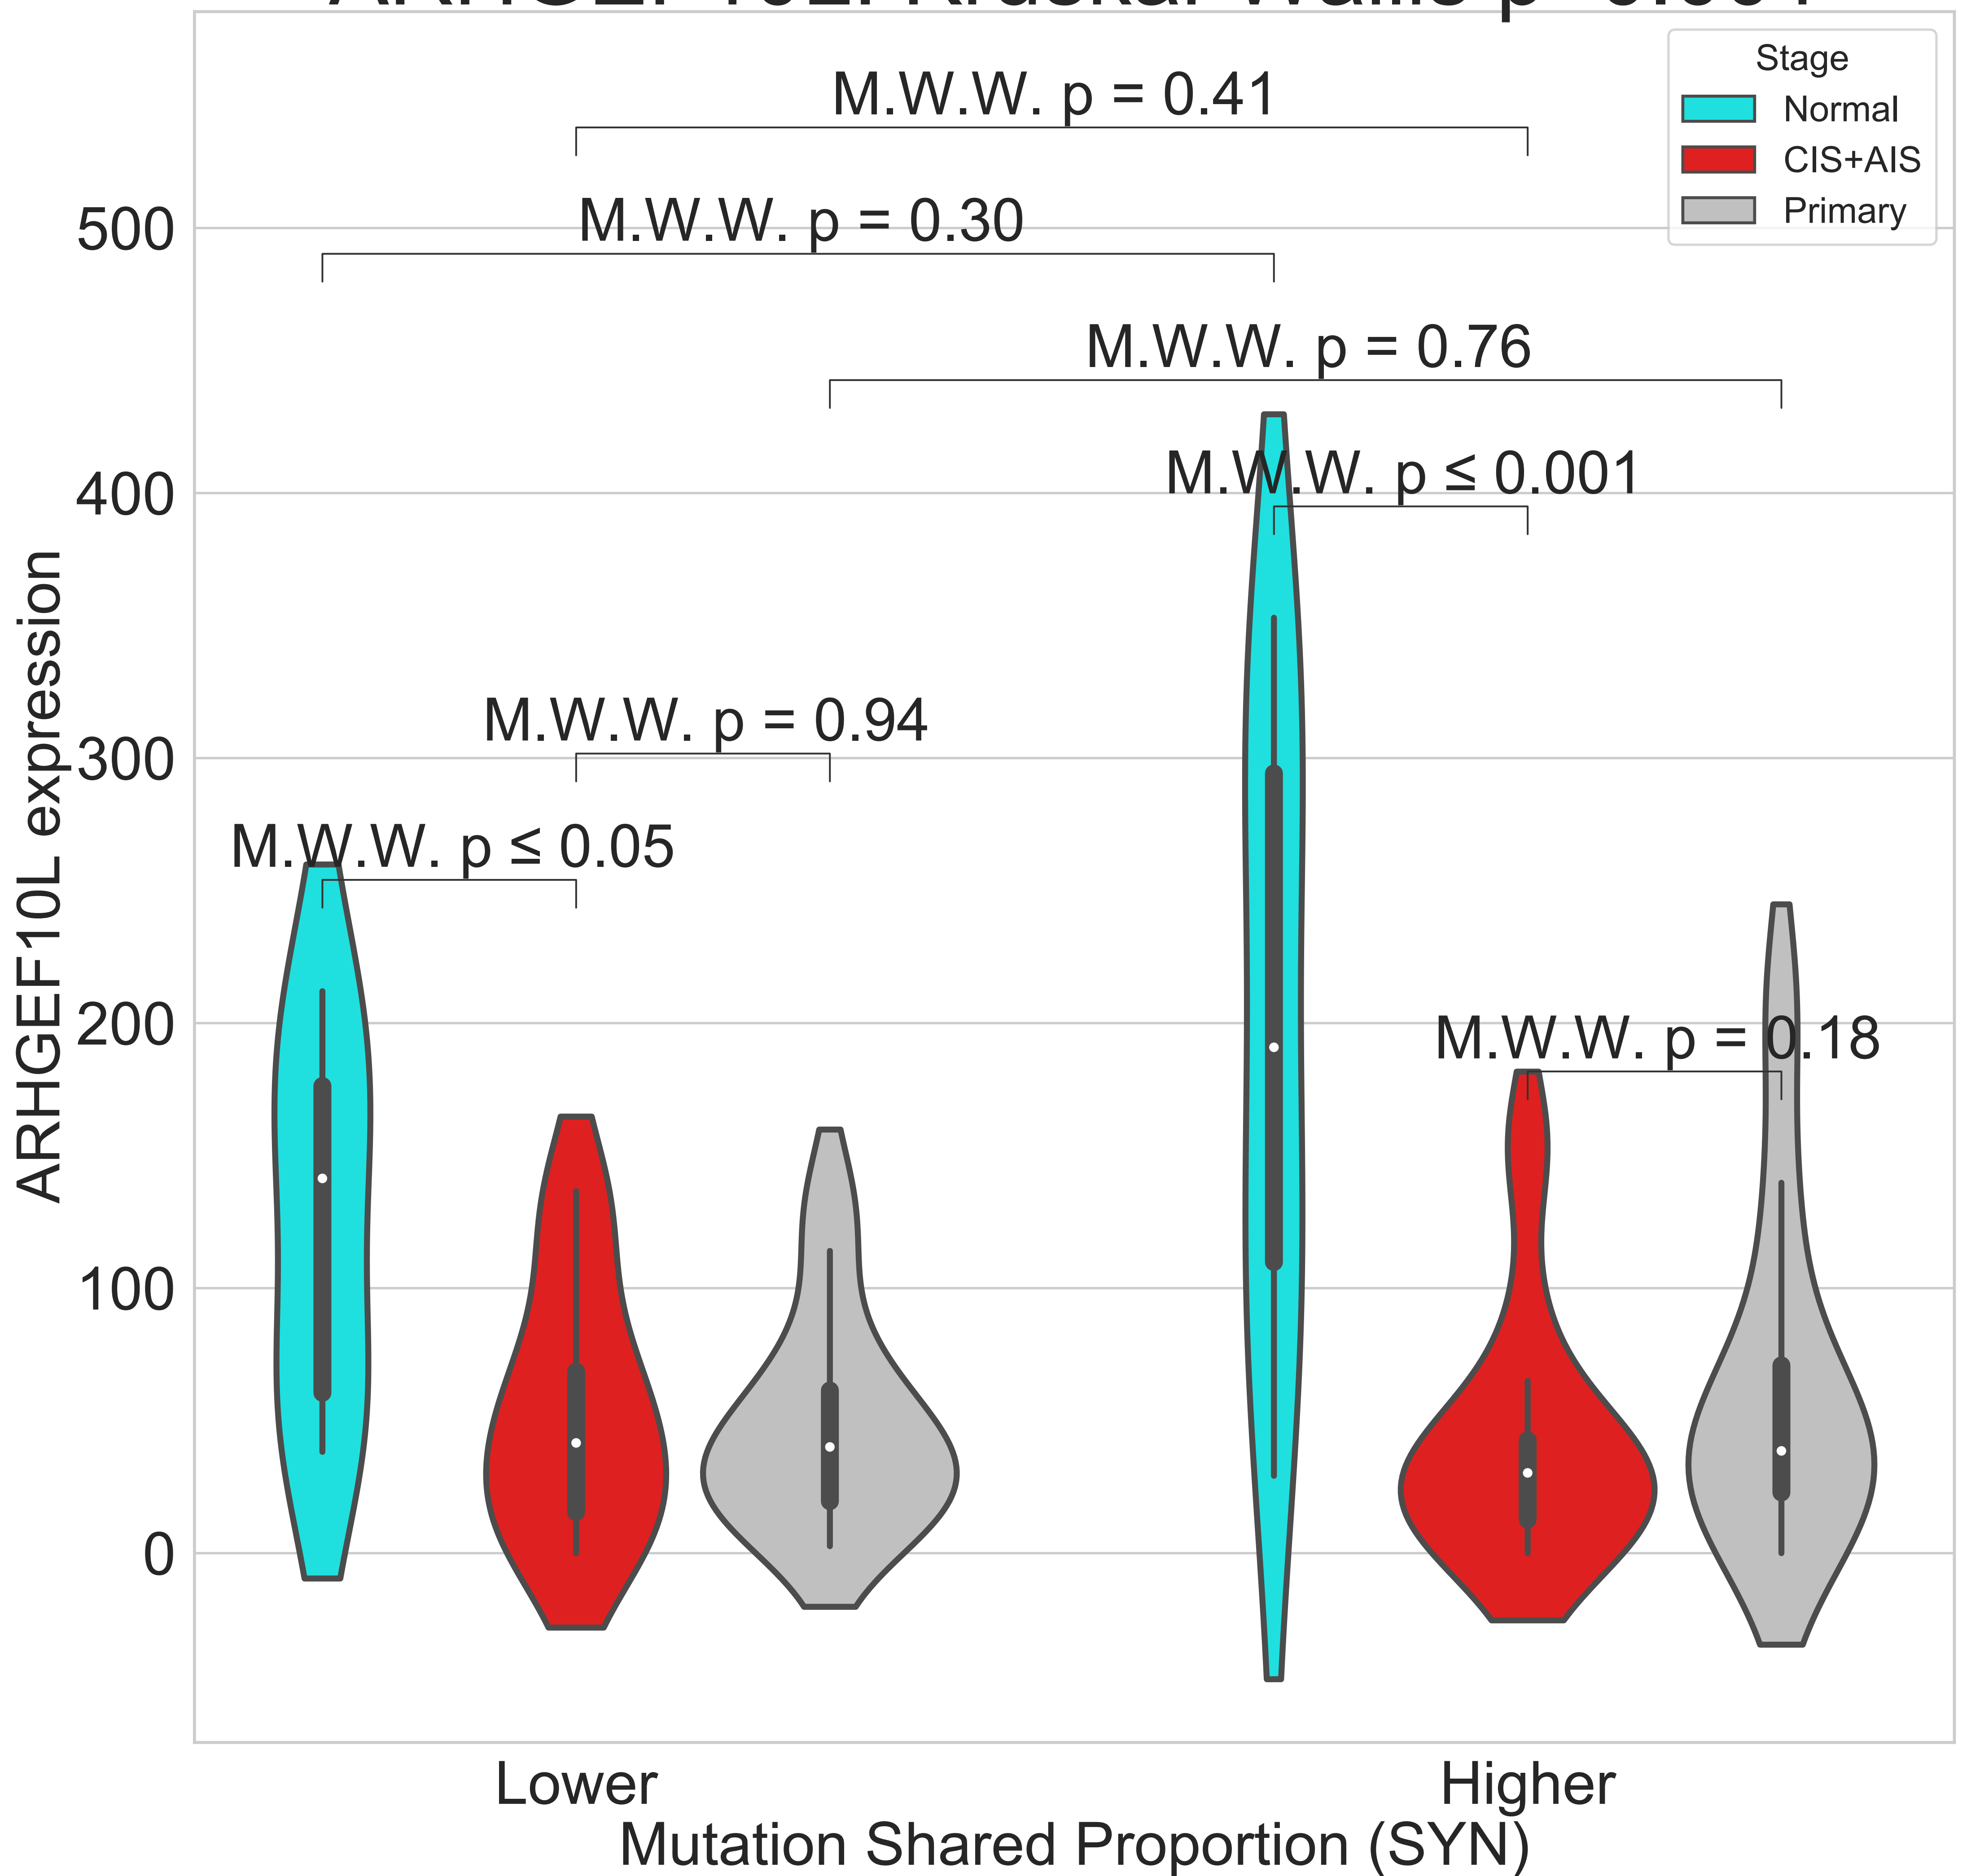 Stage
Normal
CIS+AIS
Primary
M.W.W. p = 0.41
M.W.W. p = 0.30
M.W.W. p = 0.76
M.W.W. p ≤ 0.001
M.W.W. p = 0.94
M.W.W. p ≤ 0.05
M.W.W. p = 0.18
500
400
300
200
100
0
ARHGEF10L expression
Lower
Higher
Mutation Shared Proportion (SYN)